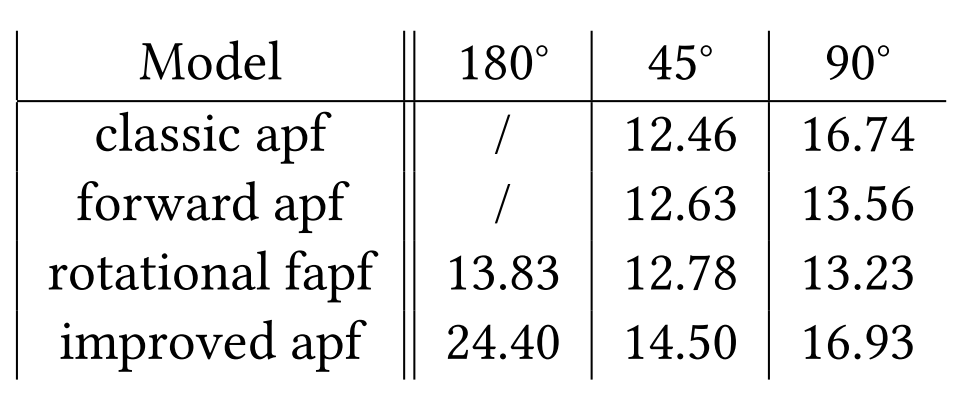 Model 180° 45° 90°
classic apf / 12.46 16.74
forward apf / 12.63 13.56
rotational fapf 13.83 12.78 13.23
improved apf 24.40 14.50 16.93